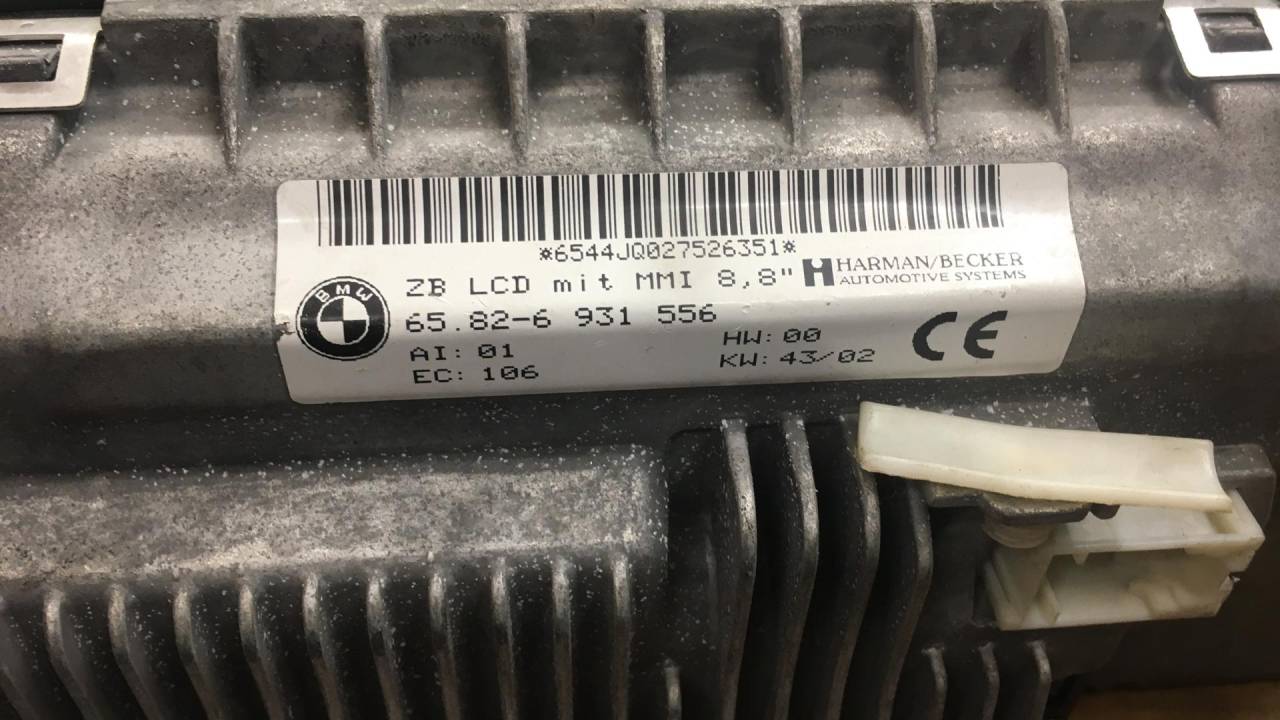 *6544JQ027526351*
ZB LCD mit MMI 8,8"
HARMAN/BECKER
AUTOMOTIVE SYSTEMS
BMW
65.82-6 931 556
AI: 01
HW: 00
EC: 106
KW: 43/02
CE